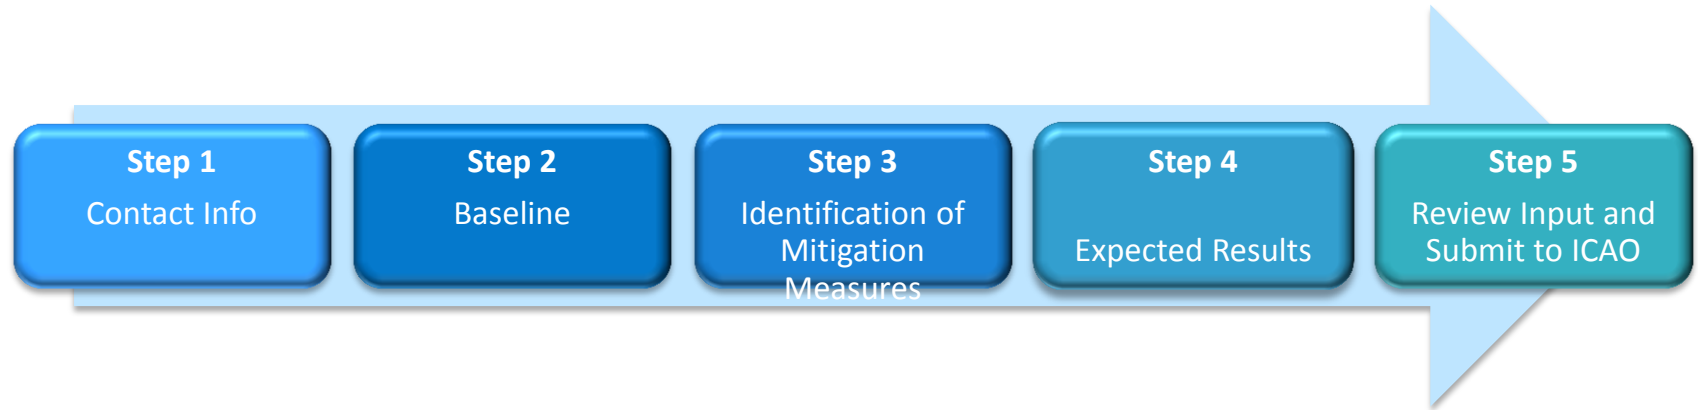 Step 1
Contact Info
Step 2
Baseline
Step 3
Identification of
Mitigation
Measures
Step 4
Expected Results
Step 5
Review Input and
Submit to ICAO